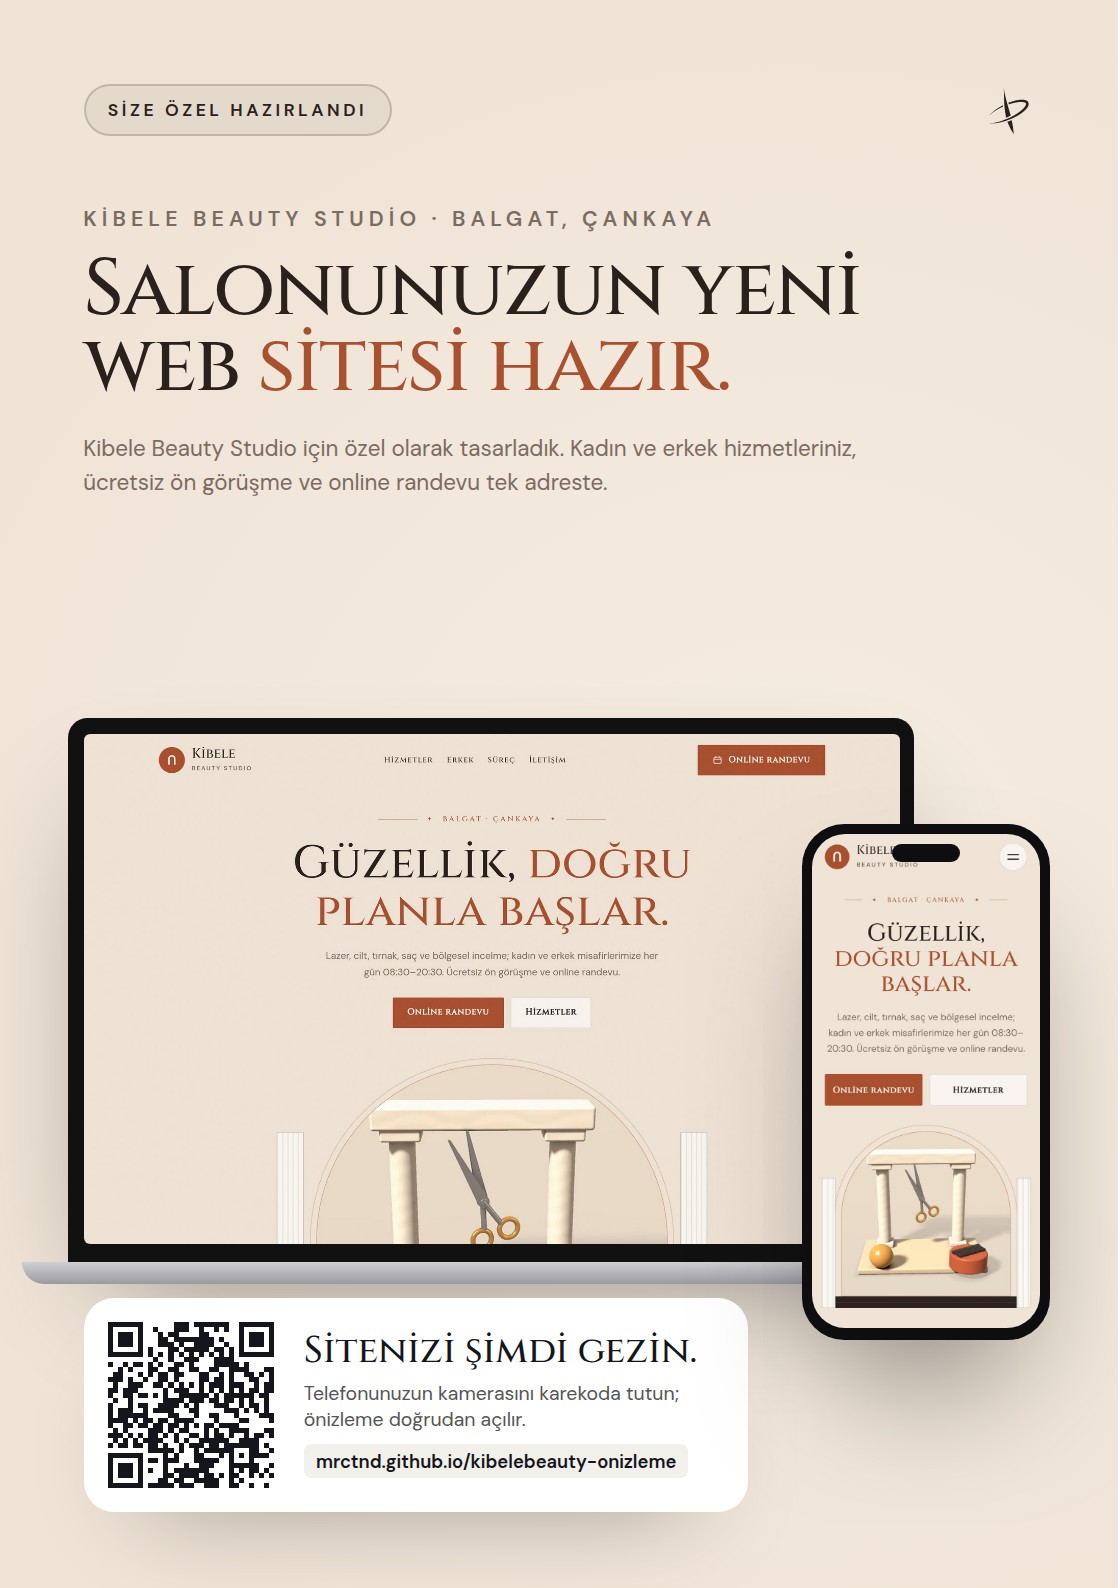 SİZE ÖZEL HAZIRLANDI
KİBELE BEAUTY STUDİO · BALGAT, ÇANKAYA
SALONUNUZUN YENİ
WEB SİTESİ HAZIR.
Kibele Beauty Studio için özel olarak tasarladık. Kadın ve erkek hizmetleriniz,
ücretsiz ön görüşme ve online randevu tek adreste.
KİBELE
BEAUTY STUDIO
HİZMETLER ERKEK SÜREÇ İLETİŞİM
ONLİNE RANDEVU
BALGAT · ÇANKAYA
GÜZELLİK, DOĞRU
PLANLA BAŞLAR.
Lazer, cilt, tırnak, saç ve bölgesel incelme; kadın ve erkek misafirlerimize her
gün 08:30–20:30. Ücretsiz ön görüşme ve online randevu.
ONLİNE RANDEVU
HİZMETLER
KİBEL
BEAUTY STUDIO
BALGAT · ÇANKAYA
GÜZELLİK,
DOĞRU PLANLA
BAŞLAR.
Lazer, cilt, tırnak, saç ve bölgesel incelme;
kadın ve erkek misafirlerimize her gün 08:30–
20:30. Ücretsiz ön görüşme ve online randevu.
ONLİNE RANDEVU
HİZMETLER
SİTENİZİ ŞİMDİ GEZİN.
Telefonunuzun kamerasını karekoda tutun;
önizleme doğrudan açılır.
mrctnd.github.io/kibelebeauty-onizleme